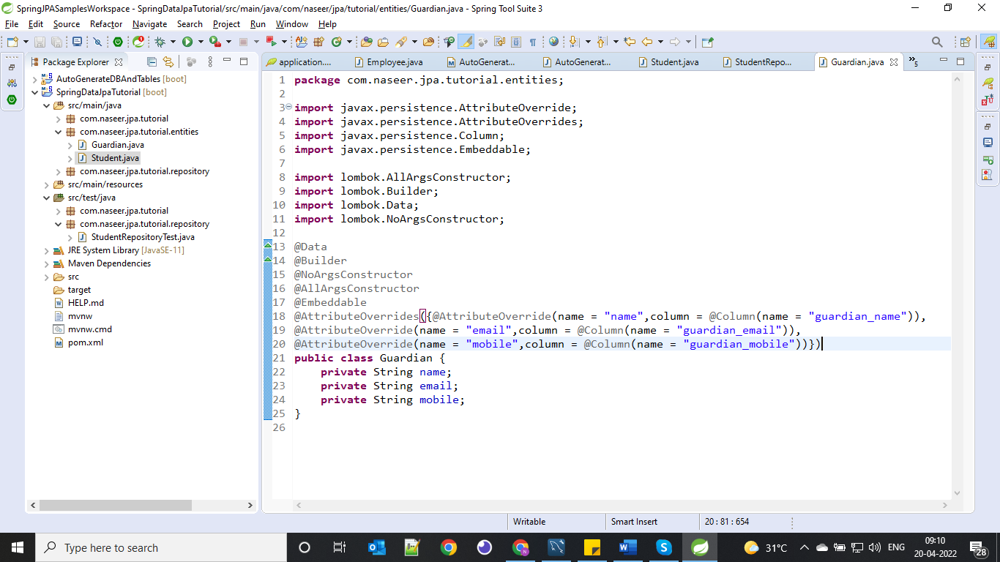 SpringJPASamplesWorkspace - SpringDataJpaTutorial/src/main/java/com/naseer/jpa/tutorial/entities/Guardian.java - Spring Tool Suite 3
File Edit Source Refactor Navigate Search Project Run Window Help
Package Explorer
application....
Employee.java
AutoGenerat...
AutoGenerat...
Student.java
StudentRepo...
Guardian.java
»5
AutoGenerateDBAndTables [boot]
SpringDataJpaTutorial [boot]
src/main/java
com.naseer.jpa.tutorial
com.naseer.jpa.tutorial.entities
Guardian.java
Student.java
com.naseer.jpa.tutorial.repository
src/main/resources
src/test/java
com.naseer.jpa.tutorial
com.naseer.jpa.tutorial.repository
StudentRepositoryTest.java
JRE System Library [JavaSE-11]
Maven Dependencies
src
target
HELP.md
mvnw
mvnw.cmd
pom.xml
1 package com.naseer.jpa.tutorial.entities;
2
3 import javax.persistence.AttributeOverride;
4 import javax.persistence.AttributeOverrides;
5 import javax.persistence.Column;
6 import javax.persistence.Embeddable;
7
8 import lombok.AllArgsConstructor;
9 import lombok.Builder;
10 import lombok.Data;
11 import lombok.NoArgsConstructor;
12
13 @Data
14 @Builder
15 @NoArgsConstructor
16 @AllArgsConstructor
17 @Embeddable
18 @AttributeOverrides({@AttributeOverride(name = "name",column = @Column(name = "guardian_name")),
19 @AttributeOverride(name = "email",column = @Column(name = "guardian_email")),
20 @AttributeOverride(name = "mobile",column = @Column(name = "guardian_mobile"))})
21 public class Guardian {
22 private String name;
23 private String email;
24 private String mobile;
25 }
26
Writable
Smart Insert
20 : 81 : 654
Type here to search
31°C
ENG
09:10
20-04-2022
28